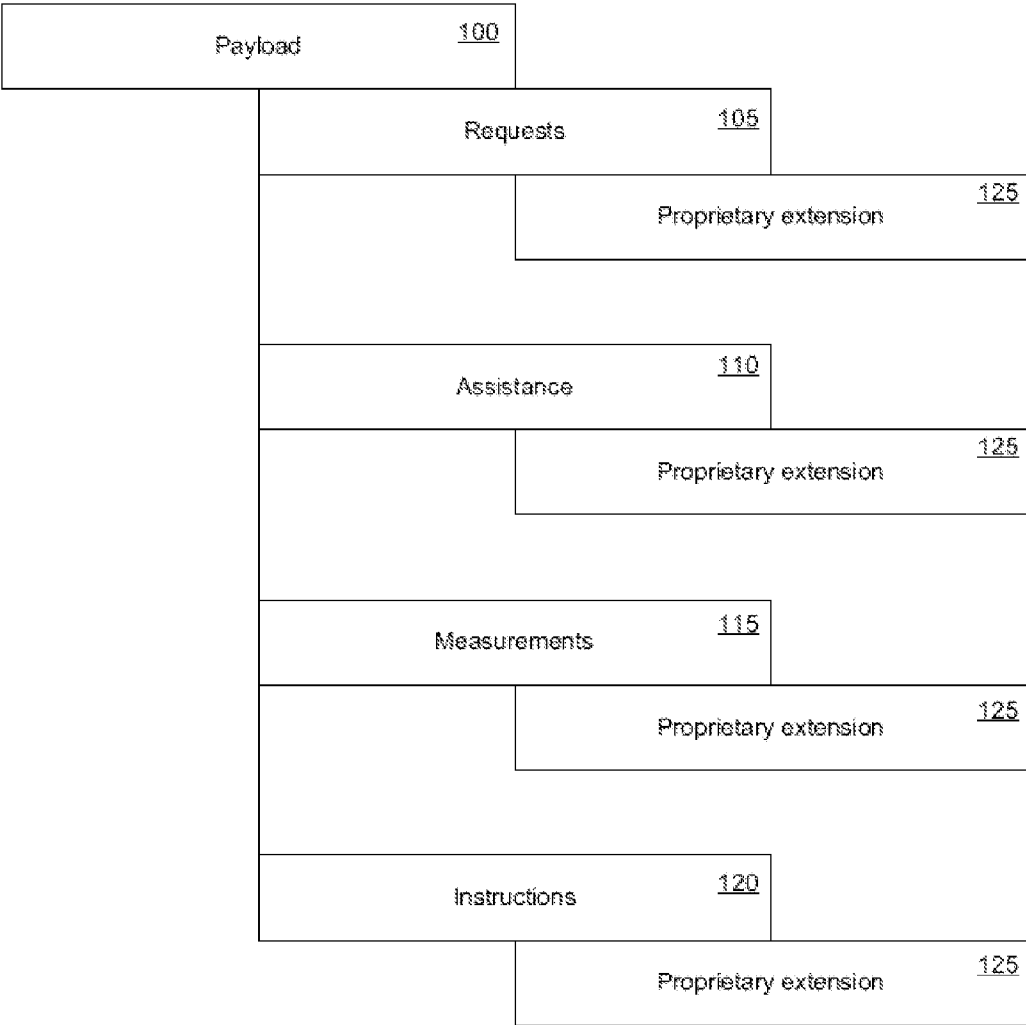 Payload 100
Requests 105
Proprietary extension 125
Assistance 110
Proprietary extension 125
Measurements 115
Proprietary extension 125
Instructions 120
Proprietary extension 125